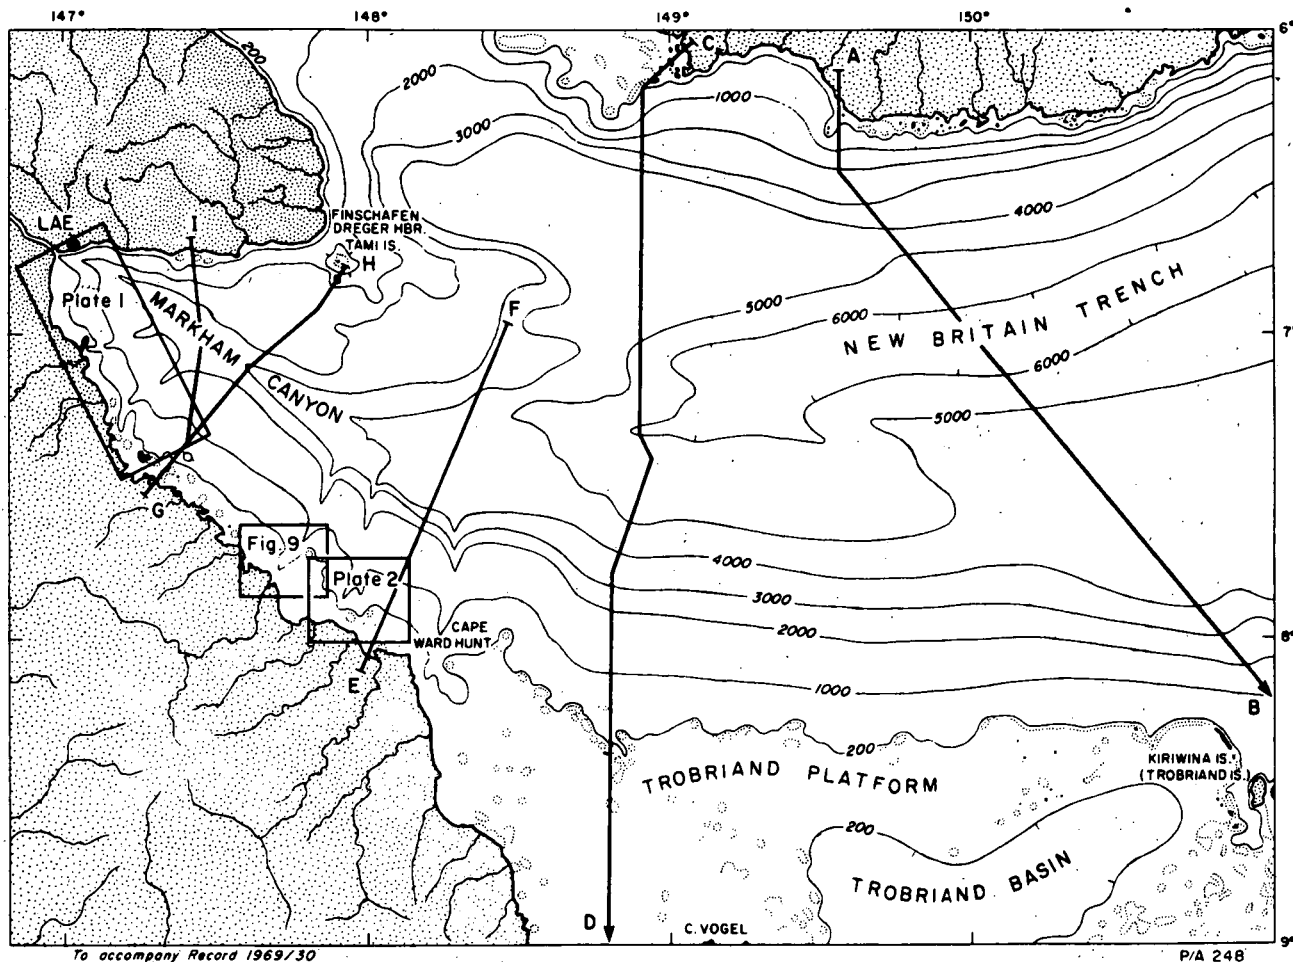 147° 148° 149° 150°
6°
200
2000
3000
1000
C
A
4000
LAE
I
FINSCHAFEN
DREGER HBR.
TAMI IS.
H
F
Plate 1
MARKHAM
CANYON
5000
6000
NEW BRITAIN TRENCH
7°
6000
5000
G
Fig. 9
Plate 2
4000
3000
2000
1000
CAPE
WARD HUNT
8°
E
B
200
TROBRIAND PLATFORM
KIRIWINA IS.
(TROBRIAND IS.)
200
TROBRIAND BASIN
D
C. VOGEL
9°
To accompany Record 1969/30
P/A 248